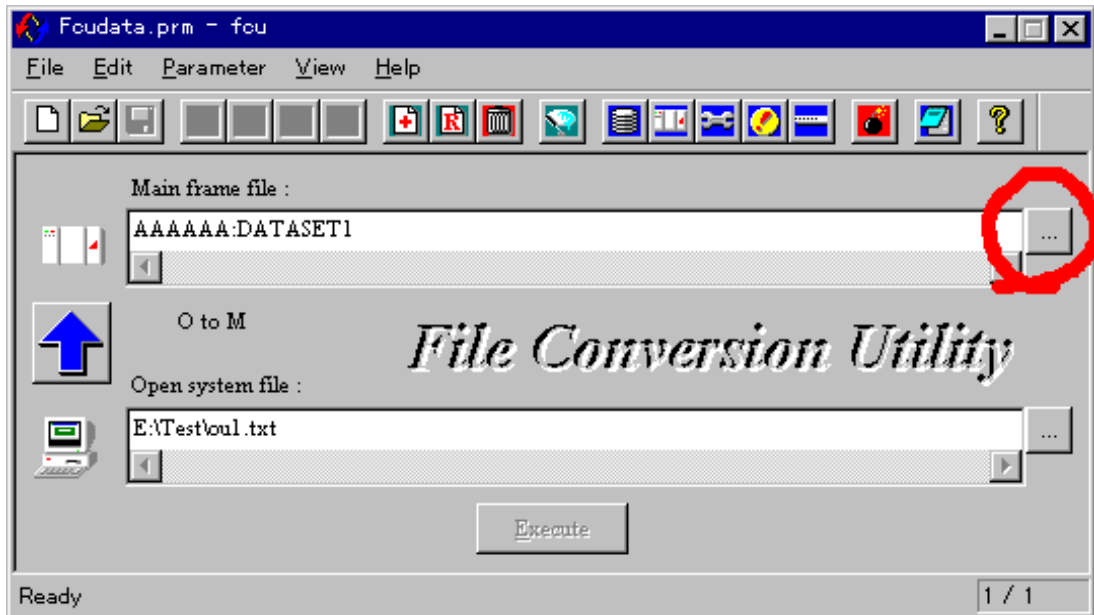 Fcudata.prm - fcu
File Edit Parameter View Help
R ?
Main frame file :
AAAAAA:DATASET1
...
O to M
File Conversion Utility
Open system file :
E:\Test\ou1.txt
...
Execute
Ready
1 / 1